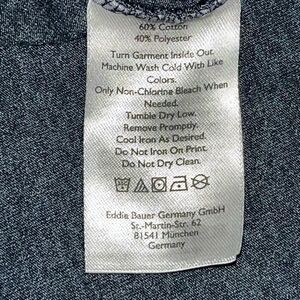 60% Cotton
40% Polyester
Turn Garment Inside Out.
Machine Wash Cold With Like
Colors.
Only Non-Chlorine Bleach When
Needed.
Tumble Dry Low.
Remove Promptly.
Cool Iron As Desired.
Do Not Iron On Print.
Do Not Dry Clean.
Eddie Bauer Germany GmbH
St.-Martin-Str. 62
81541 München
Germany